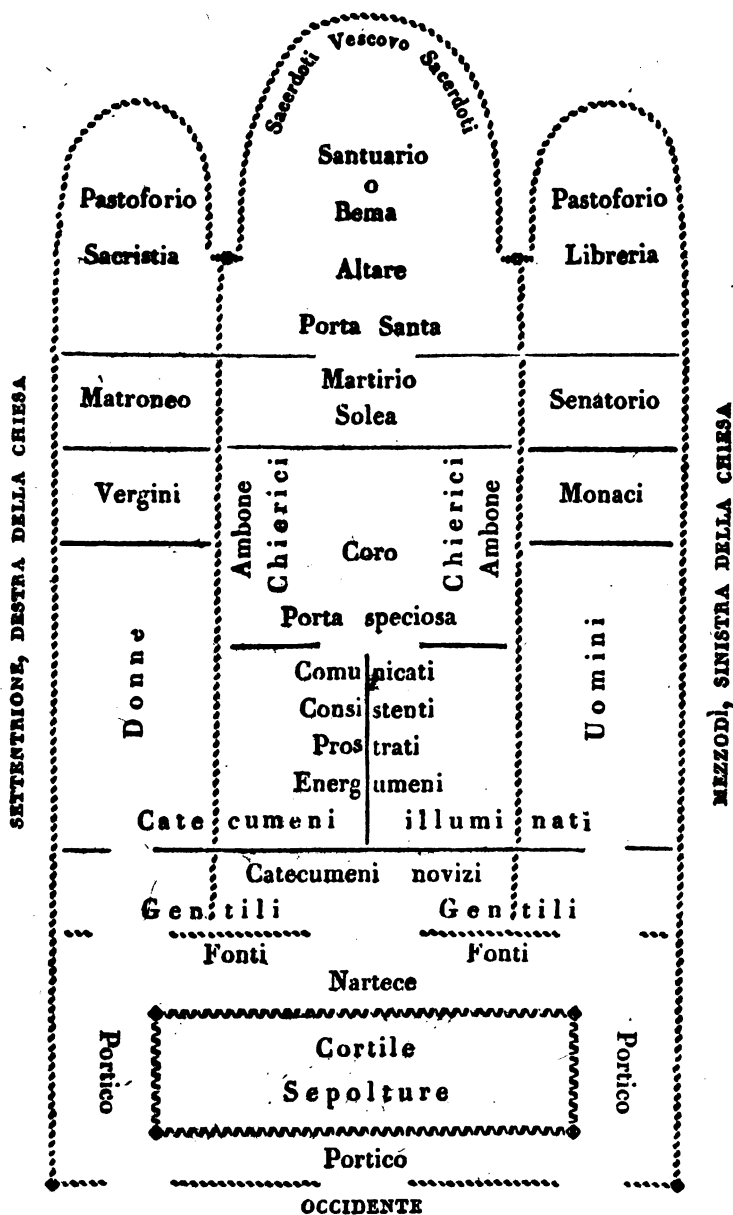 Sacerdoti Vescovo Sacerdoti
Santuario
o
Bema
Pastoforio
Sacristia
Pastoforio
Libreria
Altare
Porta Santa
Matroneo
Martirio
Solea
Senatorio
Vergini
Ambone
Chierici
Coro
Chierici
Ambone
Monaci
Porta speciosa
Donne
Uomini
Comunicati
Consistenti
Prostrati
Energumeni
Catecumeni illuminati
Catecumeni novizi
Gentili Gentili
Fonti Fonti
Nartece
Portico
Cortile
Sepolture
Portico
Portico
OCCIDENTE
SETTENTRIONE, DESTRA DELLA CHIESA
MEZZODÌ, SINISTRA DELLA CHIESA